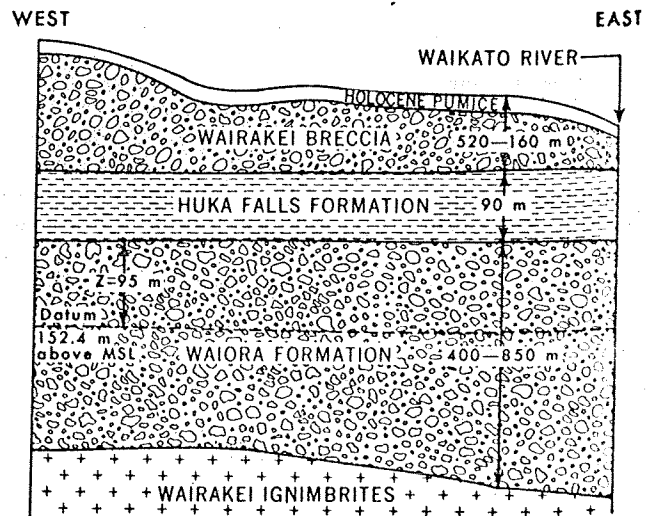 WEST
EAST
WAIKATO RIVER
HOLOCENE PUMICE
WAIRAKEI BRECCIA
520—160 m
HUKA FALLS FORMATION
90 m
Z=95 m
Datum
152.4 m
above MSL
WAIORA FORMATION
400—850 m
WAIRAKEI IGNIMBRITES